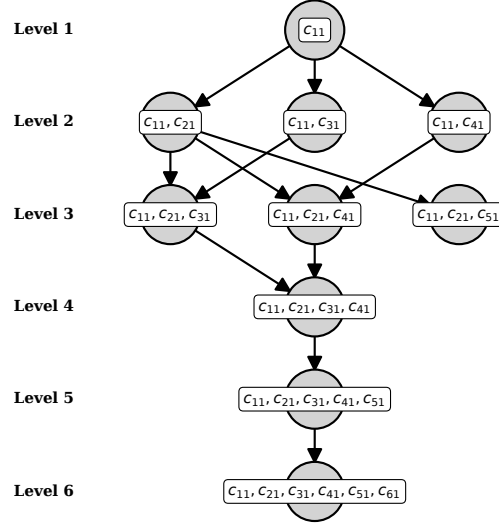 Level 1 c₁₁
Level 2 c₁₁, c₂₁ c₁₁, c₃₁ c₁₁, c₄₁
Level 3 c₁₁, c₂₁, c₃₁ c₁₁, c₂₁, c₄₁ c₁₁, c₂₁, c₅₁
Level 4 c₁₁, c₂₁, c₃₁, c₄₁
Level 5 c₁₁, c₂₁, c₃₁, c₄₁, c₅₁
Level 6 c₁₁, c₂₁, c₃₁, c₄₁, c₅₁, c₆₁